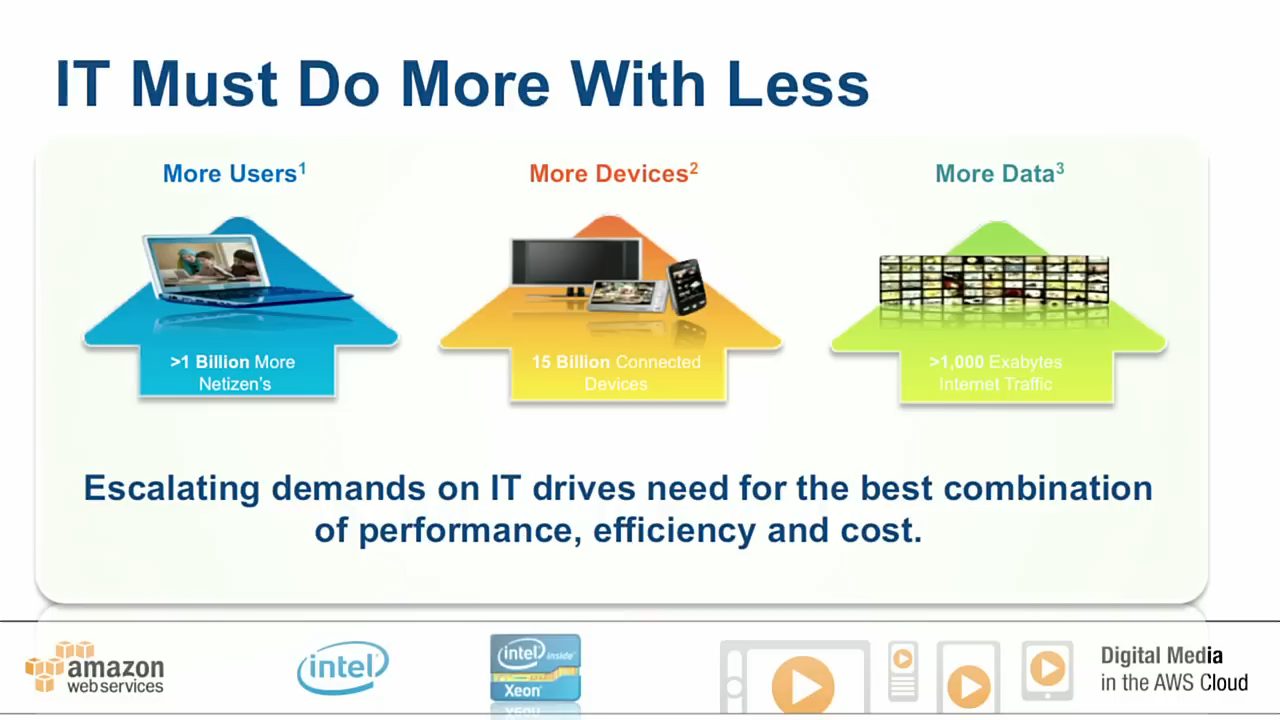 IT Must Do More With Less
More Users1
More Devices2
More Data3
>1 Billion More
Netizen's
15 Billion Connected
Devices
>1,000 Exabytes
Internet Traffic
Escalating demands on IT drives need for the best combination
of performance, efficiency and cost.
amazon
web services
intel
intel inside
Xeon
Digital Media
in the AWS Cloud